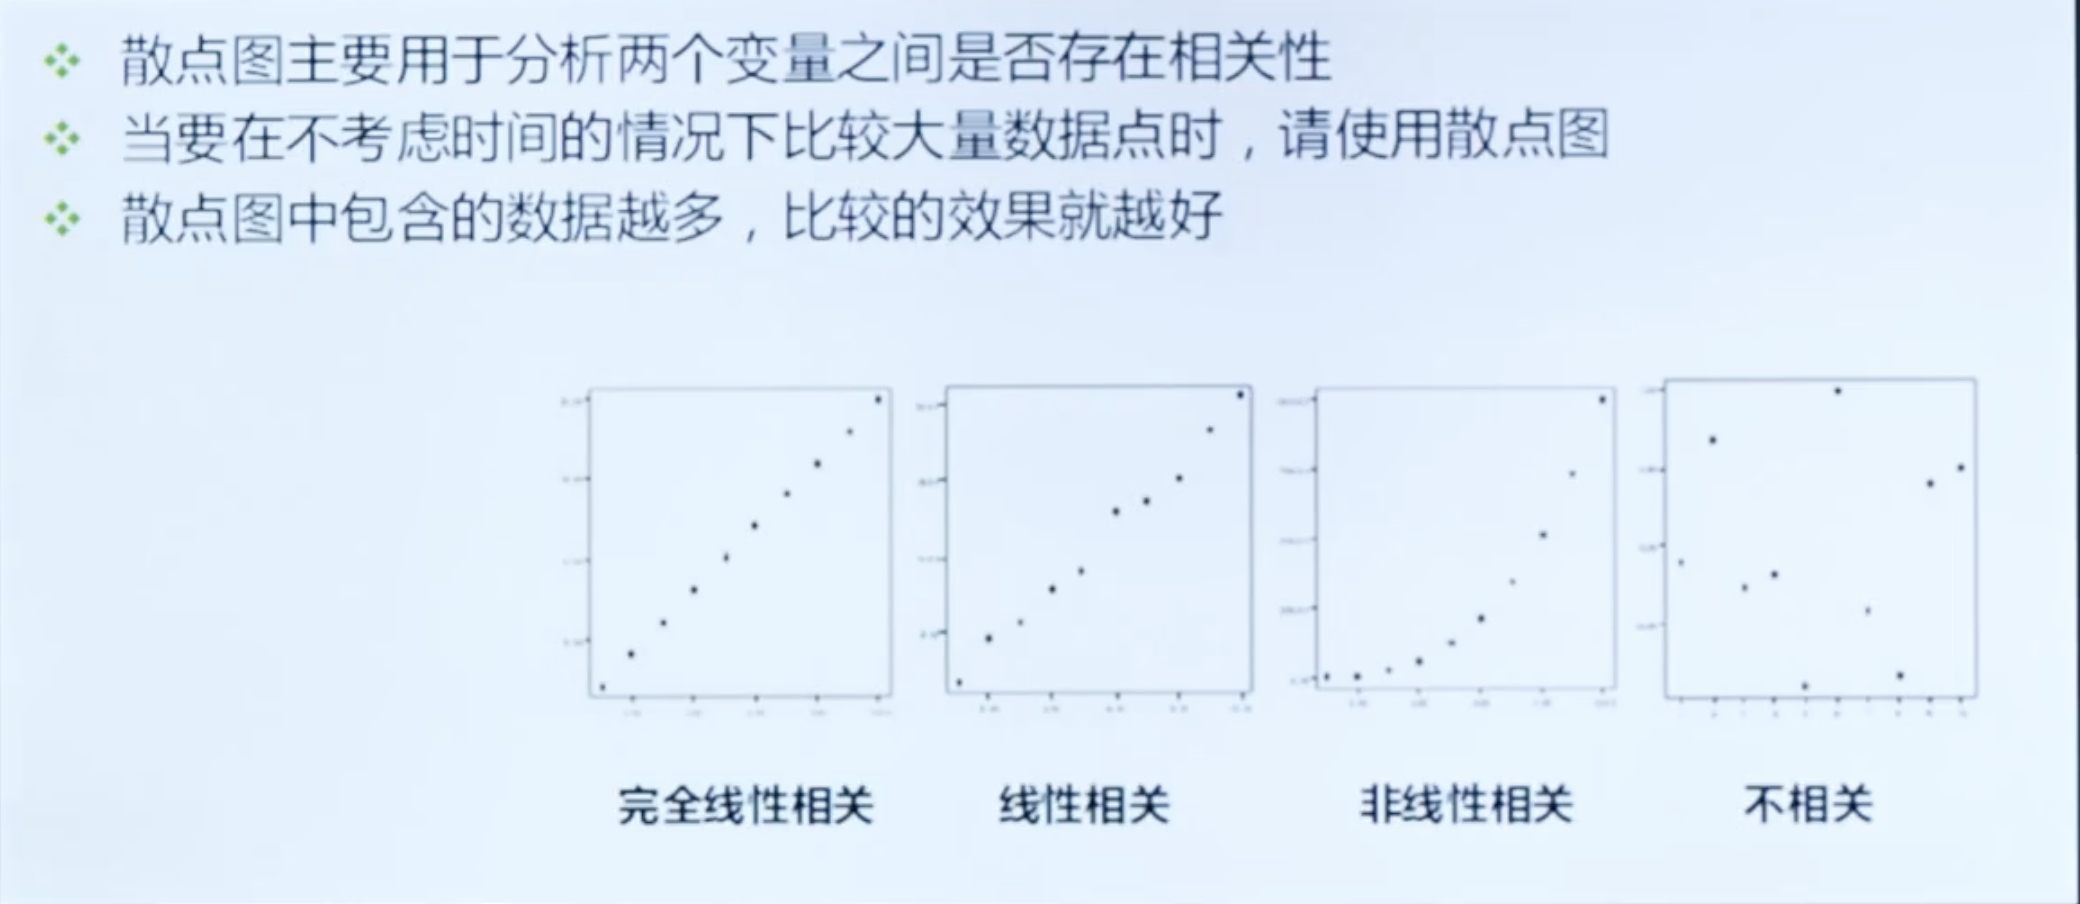 散点图主要用于分析两个变量之间是否存在相关性
当要在不考虑时间的情况下比较大量数据点时，请使用散点图
散点图中包含的数据越多，比较的效果就越好
完全线性相关
线性相关
非线性相关
不相关